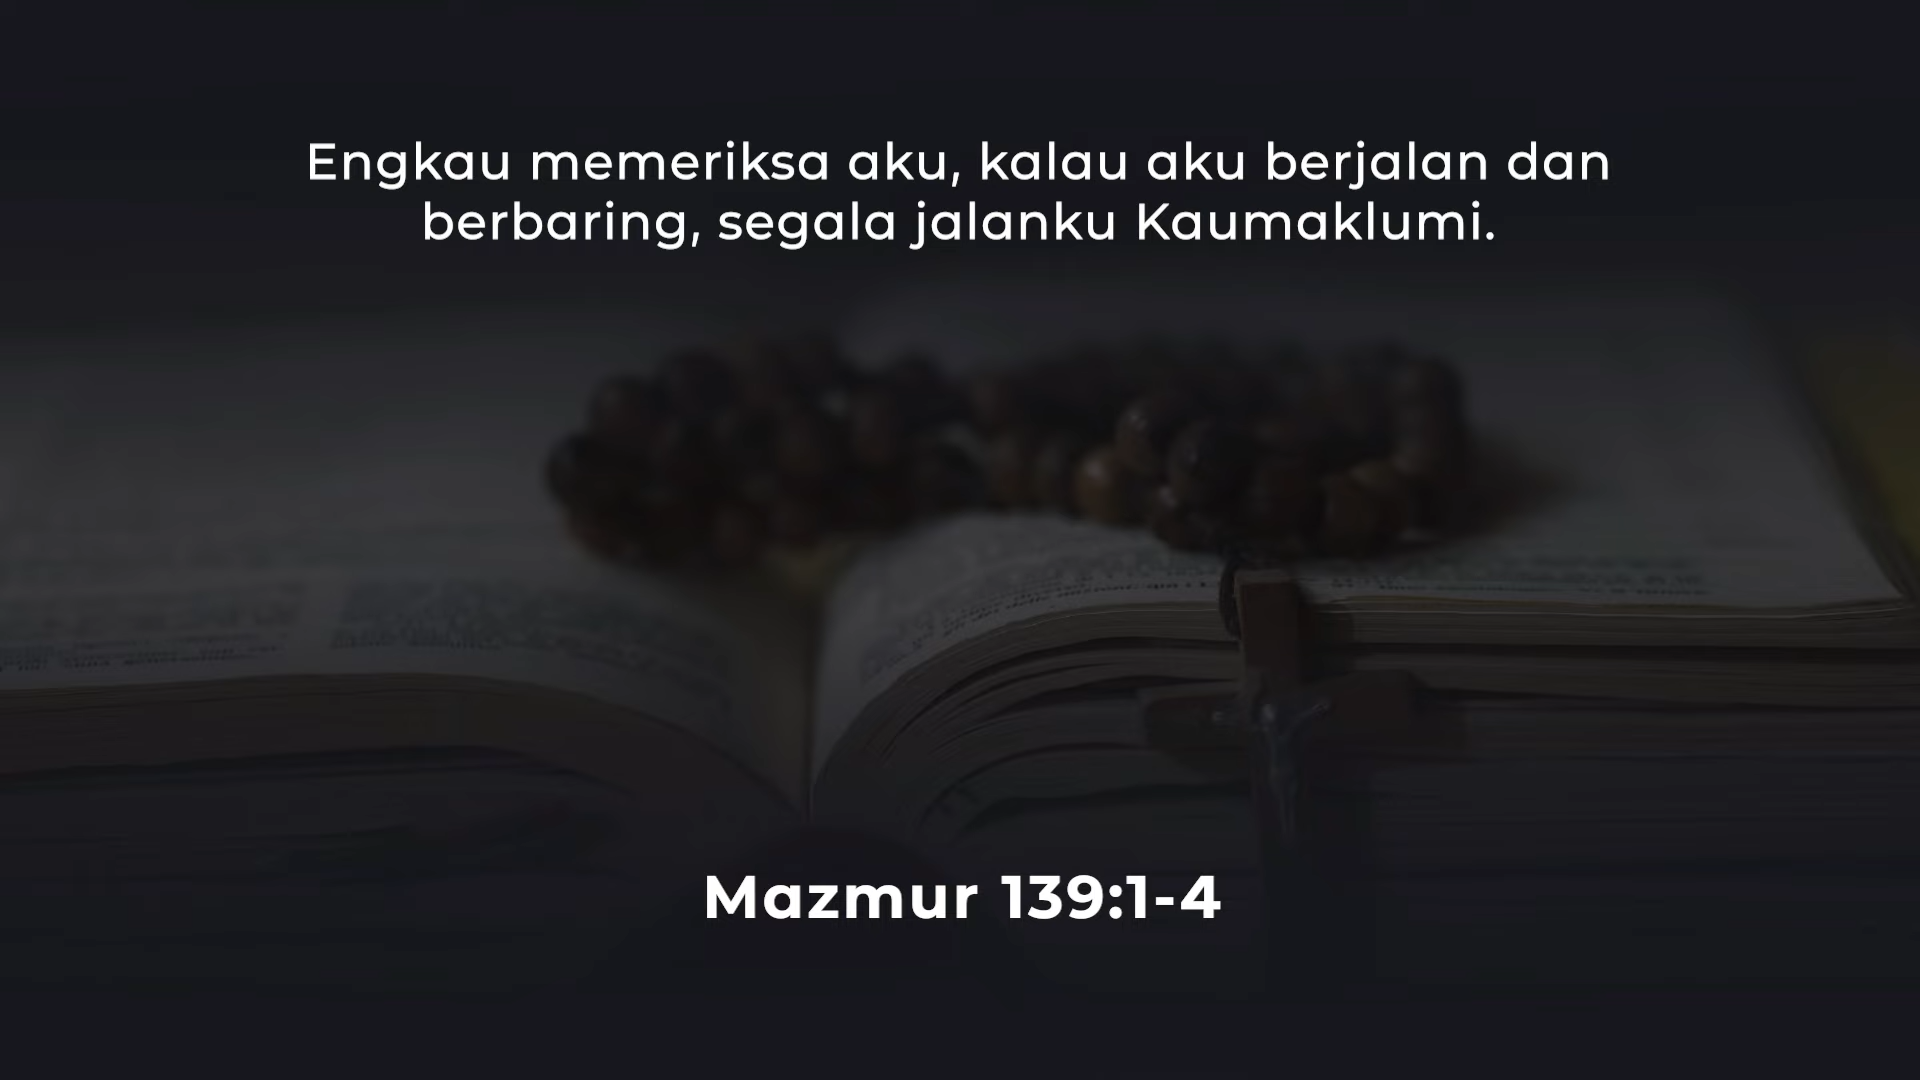 Engkau memeriksa aku, kalau aku berjalan dan
berbaring, segala jalanku Kaumaklumi.
Mazmur 139:1-4